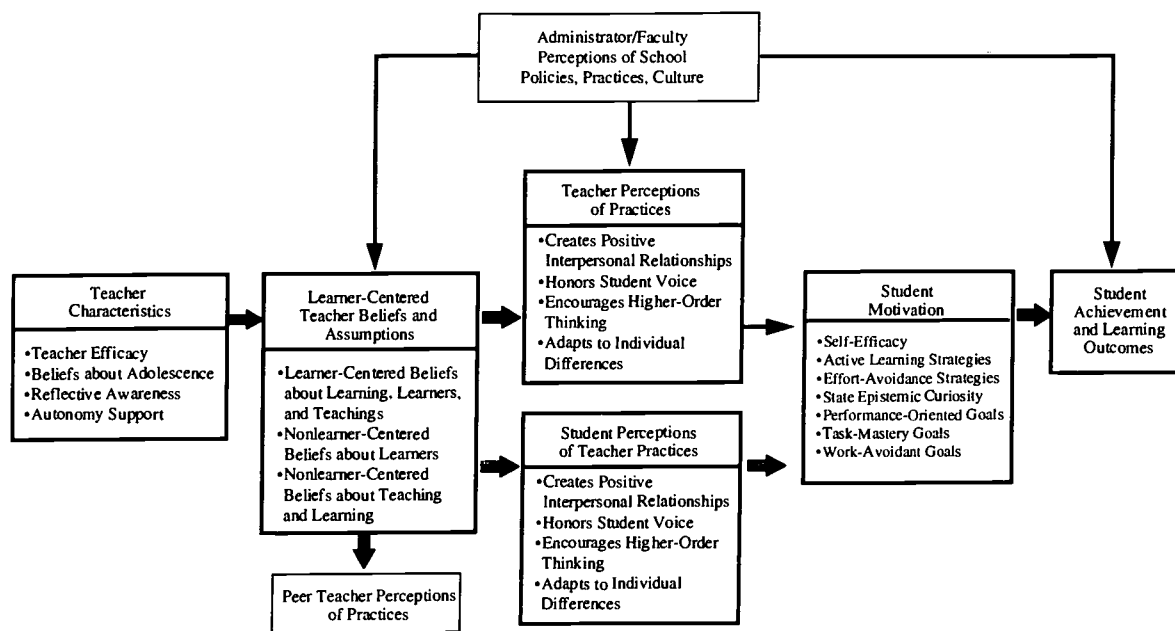 Administrator/Faculty
Perceptions of School
Policies, Practices, Culture
Teacher
Characteristics
•Teacher Efficacy
•Beliefs about Adolescence
•Reflective Awareness
•Autonomy Support
Learner-Centered
Teacher Beliefs and
Assumptions
•Learner-Centered Beliefs
about Learning, Learners,
and Teachings
•Nonlearner-Centered
Beliefs about Learners
•Nonlearner-Centered
Beliefs about Teaching
and Learning
Peer Teacher Perceptions
of Practices
Teacher Perceptions
of Practices
•Creates Positive
Interpersonal Relationships
•Honors Student Voice
•Encourages Higher-Order
Thinking
•Adapts to Individual
Differences
Student Perceptions
of Teacher Practices
•Creates Positive
Interpersonal Relationships
•Honors Student Voice
•Encourages Higher-Order
Thinking
•Adapts to Individual
Differences
Student
Motivation
•Self-Efficacy
•Active Learning Strategies
•Effort-Avoidance Strategies
•State Epistemic Curiosity
•Performance-Oriented Goals
•Task-Mastery Goals
•Work-Avoidant Goals
Student
Achievement
and Learning
Outcomes